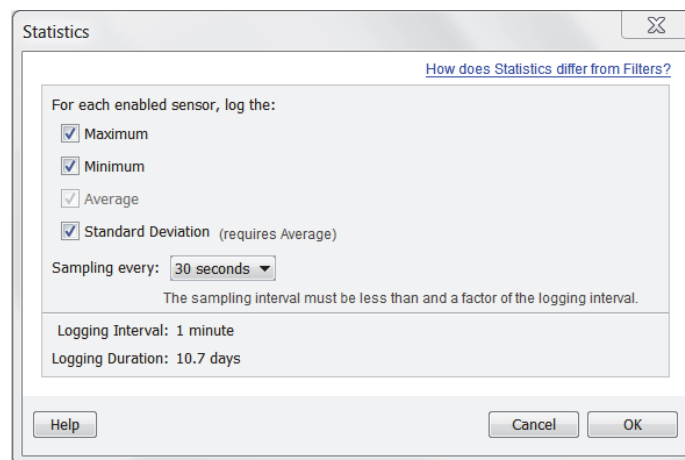 Statistics
How does Statistics differ from Filters?
For each enabled sensor, log the:
Maximum
Minimum
Average
Standard Deviation (requires Average)
Sampling every: 30 seconds
The sampling interval must be less than and a factor of the logging interval.
Logging Interval: 1 minute
Logging Duration: 10.7 days
Help Cancel OK